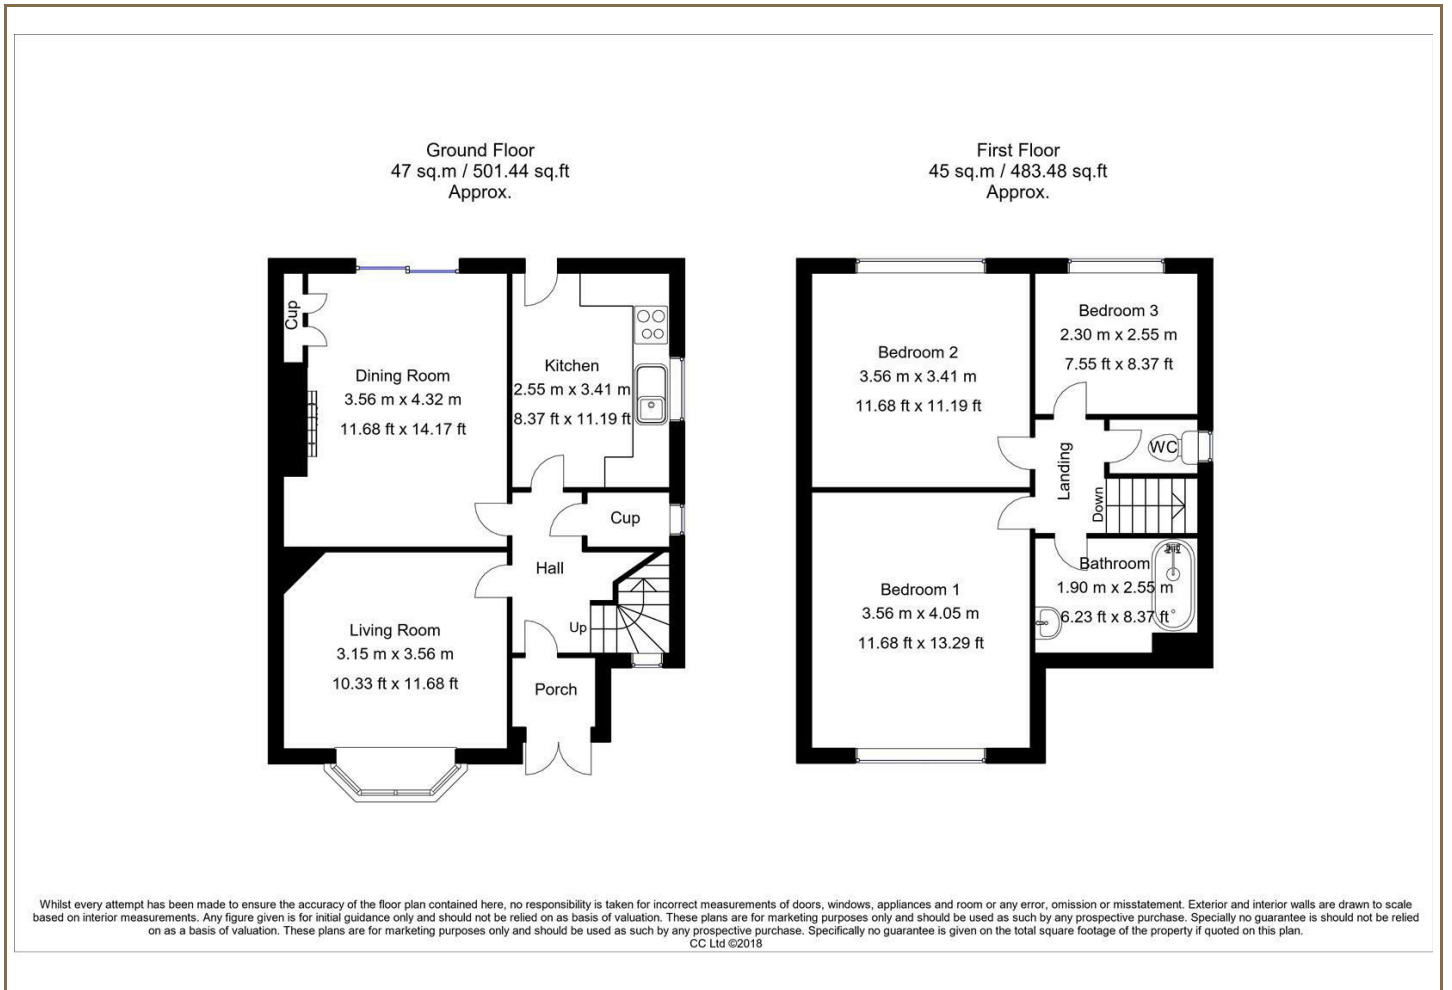 Ground Floor
47 sq.m / 501.44 sq.ft
Approx.
First Floor
45 sq.m / 483.48 sq.ft
Approx.
Cup
Dining Room
3.56 m x 4.32 m
11.68 ft x 14.17 ft
Kitchen
2.55 m x 3.41 m
8.37 ft x 11.19 ft
Cup
Hall
Up
Living Room
3.15 m x 3.56 m
10.33 ft x 11.68 ft
Porch
Bedroom 2
3.56 m x 3.41 m
11.68 ft x 11.19 ft
Bedroom 3
2.30 m x 2.55 m
7.55 ft x 8.37 ft
Landing
WC
Down
Bedroom 1
3.56 m x 4.05 m
11.68 ft x 13.29 ft
Bathroom
1.90 m x 2.55 m
6.23 ft x 8.37 ft
Whilst every attempt has been made to ensure the accuracy of the floor plan contained here, no responsibility is taken for incorrect measurements of doors, windows, appliances and room or any error, omission or misstatement. Exterior and interior walls are drawn to scale
based on interior measurements. Any figure given is for initial guidance only and should not be relied on as basis of valuation. These plans are for marketing purposes only and should be used as such by any prospective purchase. Specially no guarantee is should not be relied
on as a basis of valuation. These plans are for marketing purposes only and should be used as such by any prospective purchase. Specifically no guarantee is given on the total square footage of the property if quoted on this plan.
CC Ltd ©2018